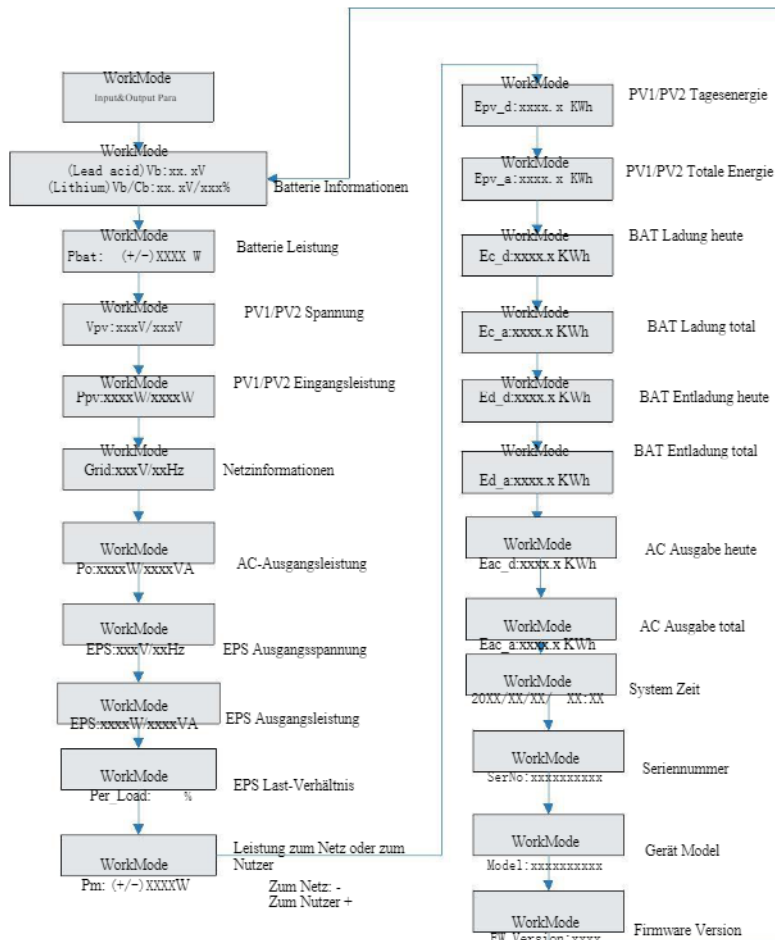 WorkMode
Input&Output Para
WorkMode
(Lead acid)Vb:xx.xV
(Lithium)Vb/Cb:xx.xV/xxx%
Batterie Informationen
WorkMode
Pbat: (+/-)XXXX W
Batterie Leistung
WorkMode
Vpv:xxxV/xxxV
PV1/PV2 Spannung
WorkMode
Ppv:xxxxW/xxxxW
PV1/PV2 Eingangsleistung
WorkMode
Grid:xxxV/xxHz
Netzinformationen
WorkMode
Po:xxxxW/xxxxVA
AC-Ausgangsleistung
WorkMode
EPS:xxxV/xxHz
EPS Ausgangsspannung
WorkMode
EPS:xxxxW/xxxxVA
EPS Ausgangsleistung
WorkMode
Per_Load: %
EPS Last-Verhältnis
WorkMode
Pm: (+/-)XXXXW
Leistung zum Netz oder zum
Nutzer
Zum Netz: -
Zum Nutzer +
WorkMode
Epv_d:xxxx.x KWh
PV1/PV2 Tagesenergie
WorkMode
Epv_a:xxxx.x KWh
PV1/PV2 Totale Energie
WorkMode
Ec_d:xxxx.x KWh
BAT Ladung heute
WorkMode
Ec_a:xxxx.x KWh
BAT Ladung total
WorkMode
Ed_d:xxxx.x KWh
BAT Entladung heute
WorkMode
Ed_a:xxxx.x KWh
BAT Entladung total
WorkMode
Eac_d:xxxx.x KWh
AC Ausgabe heute
WorkMode
Eac_a:xxxx.x KWh
AC Ausgabe total
WorkMode
20XX/XX/XX/ XX:XX
System Zeit
WorkMode
SerNo:xxxxxxxxxx
Seriennummer
WorkMode
Model:xxxxxxxxxx
Gerät Model
WorkMode
FW Version:xxxx
Firmware Version